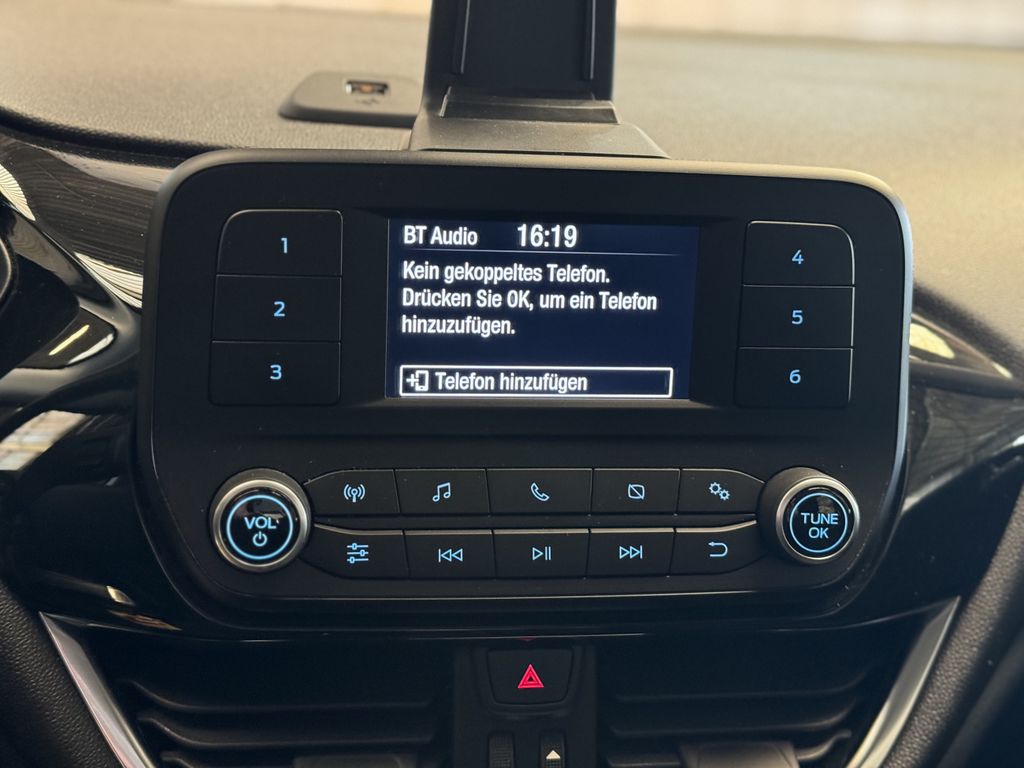 BT Audio 16:19
Kein gekoppeltes Telefon.
Drücken Sie OK, um ein Telefon
hinzuzufügen.
Telefon hinzufügen
1
2
3
4
5
6
VOL
TUNE
OK